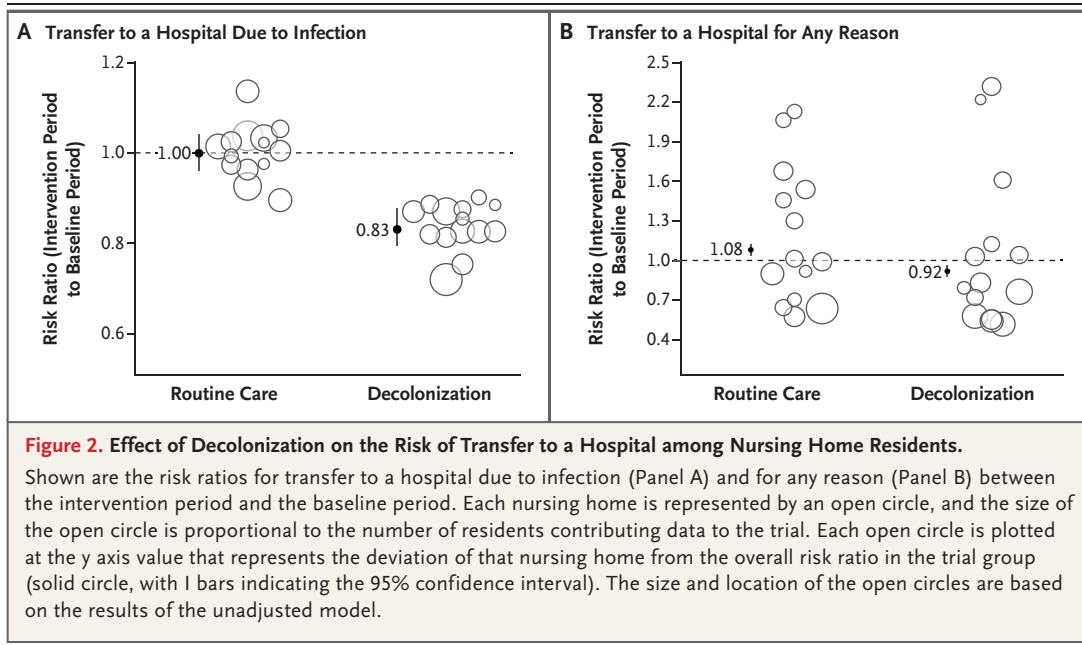 A Transfer to a Hospital Due to Infection
Risk Ratio (Intervention Period
to Baseline Period)
1.2
1.0
0.8
0.6
1.00
0.83
Routine Care
Decolonization
B Transfer to a Hospital for Any Reason
Risk Ratio (Intervention Period
to Baseline Period)
2.5
2.2
1.9
1.6
1.3
1.0
0.7
0.4
1.08
0.92
Routine Care
Decolonization
Figure 2. Effect of Decolonization on the Risk of Transfer to a Hospital among Nursing Home Residents.
Shown are the risk ratios for transfer to a hospital due to infection (Panel A) and for any reason (Panel B) between
the intervention period and the baseline period. Each nursing home is represented by an open circle, and the size of
the open circle is proportional to the number of residents contributing data to the trial. Each open circle is plotted
at the y axis value that represents the deviation of that nursing home from the overall risk ratio in the trial group
(solid circle, with I bars indicating the 95% confidence interval). The size and location of the open circles are based
on the results of the unadjusted model.